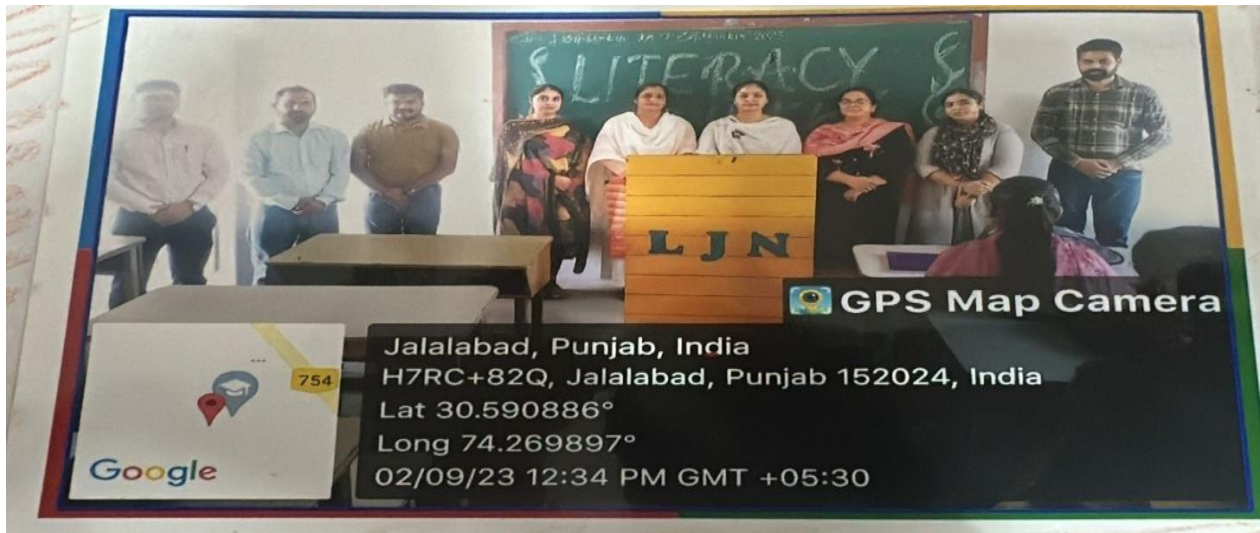 LITERACY
LJN
GPS Map Camera
754
Jalalabad, Punjab, India
H7RC+82Q, Jalalabad, Punjab 152024, India
Lat 30.590886°
Long 74.269897°
Google
02/09/23 12:34 PM GMT +05:30